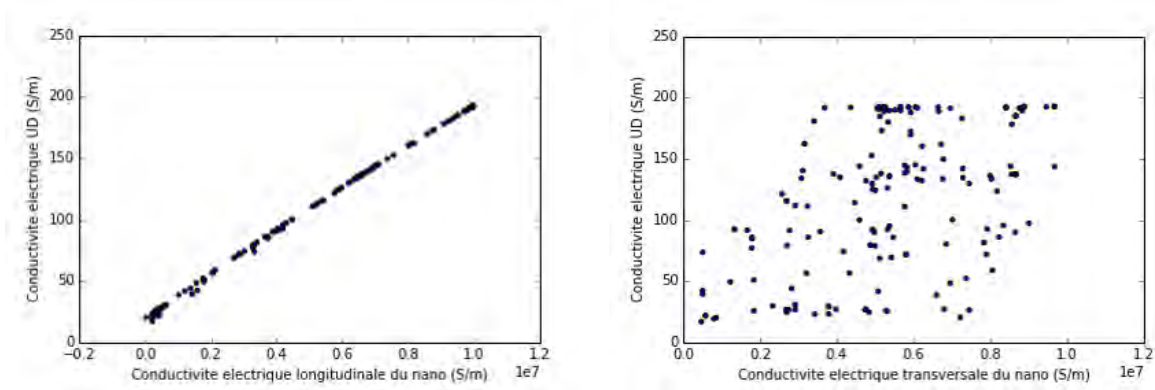 250
200
150
100
50
0
Conductivite electrique UD (S/m)
−0.2 0.0 0.2 0.4 0.6 0.8 1.0 1.2
1e7
Conductivite electrique longitudinale du nano (S/m)
250
200
150
100
50
0
Conductivite electrique UD (S/m)
0.0 0.2 0.4 0.6 0.8 1.0 1.2
1e7
Conductivite electrique transversale du nano (S/m)